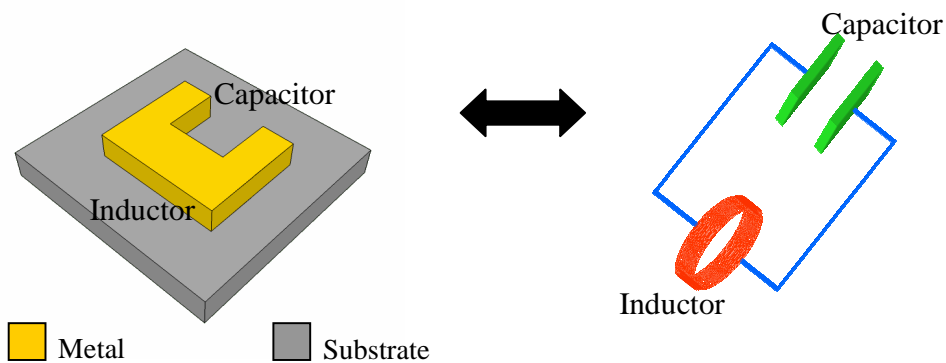 Capacitor
Capacitor
Inductor
Inductor
Metal
Substrate